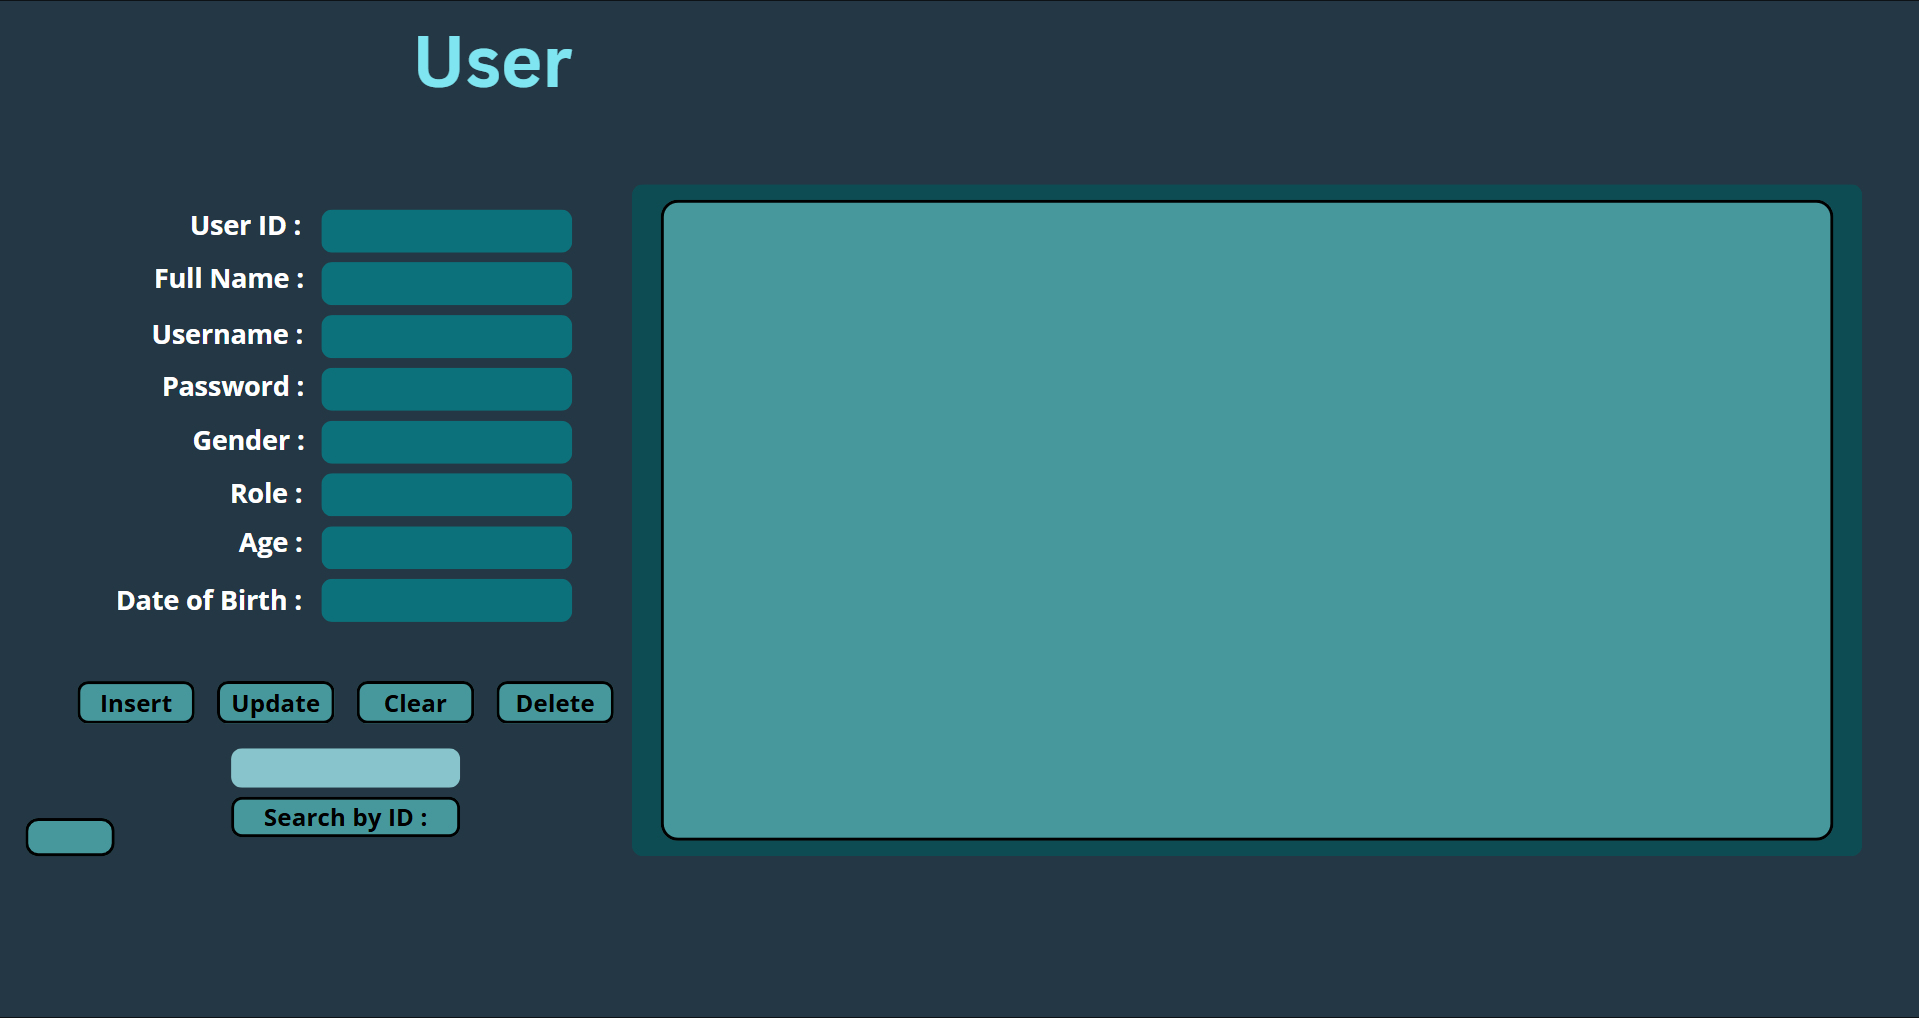 User
User ID :
Full Name :
Username :
Password :
Gender :
Role :
Age :
Date of Birth :
Insert Update Clear Delete
Search by ID :